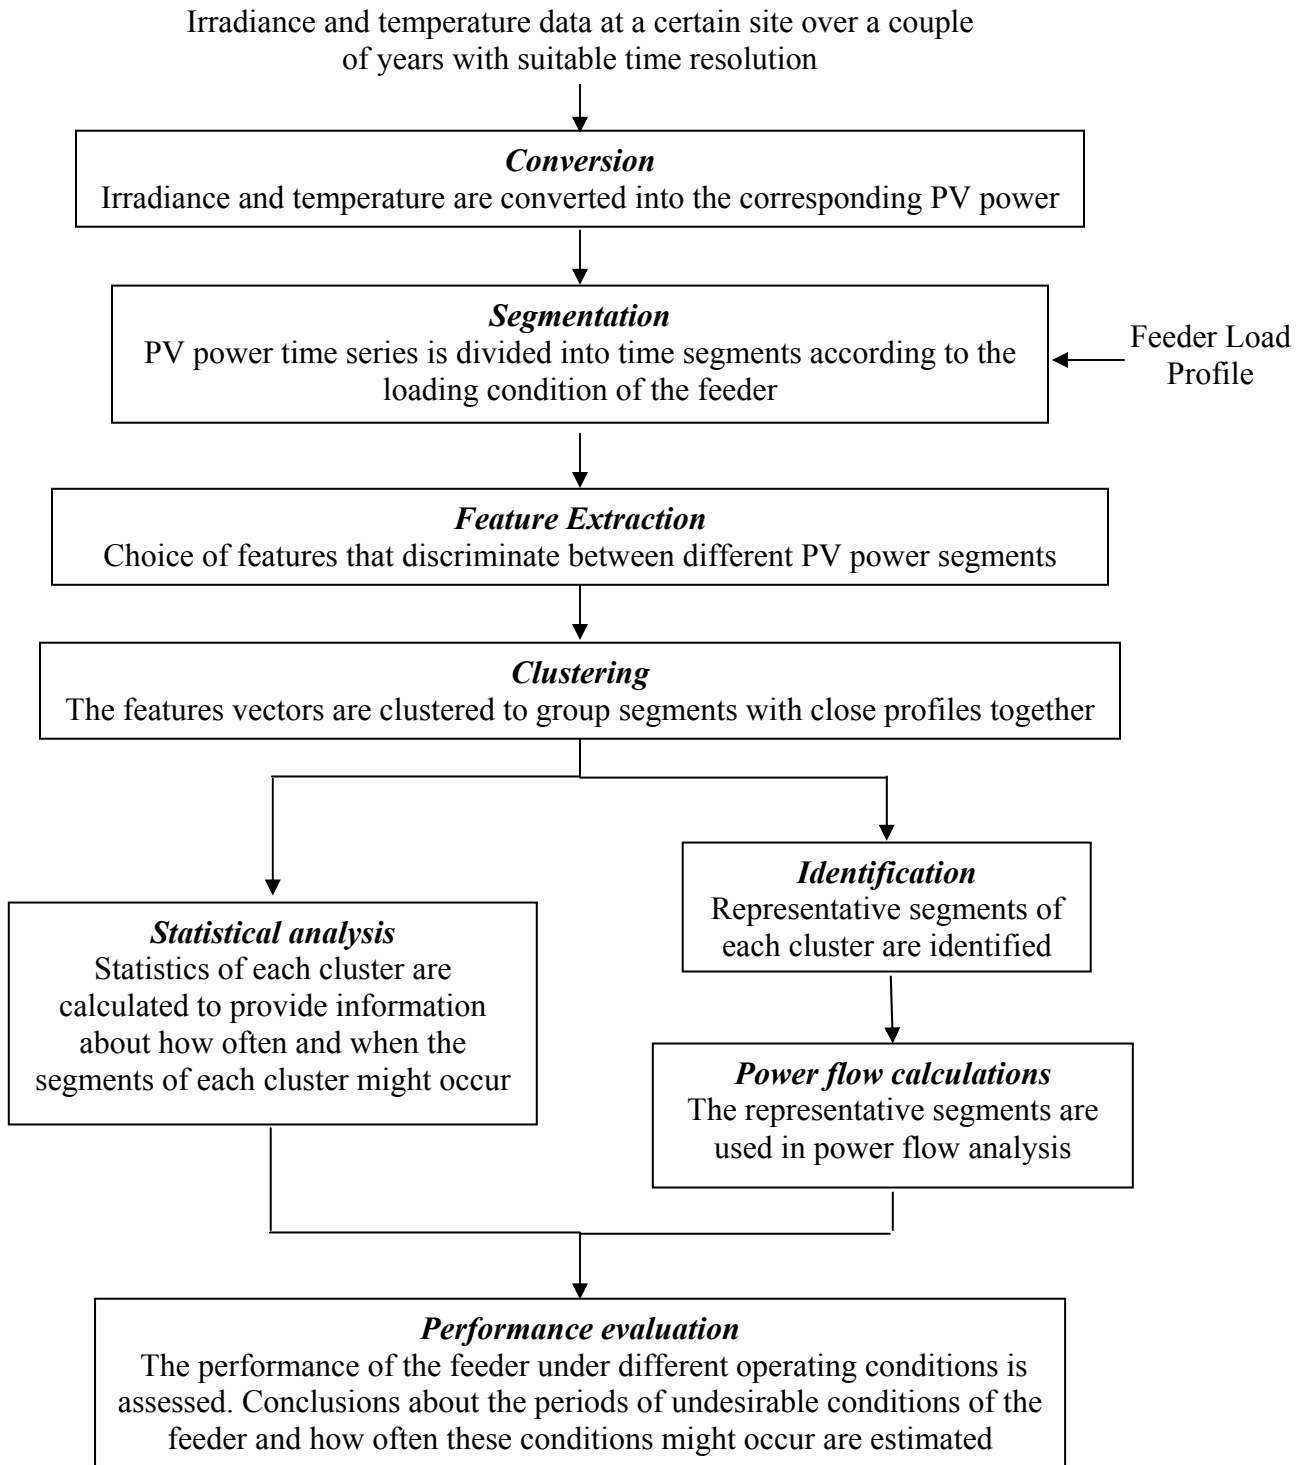 Irradiance and temperature data at a certain site over a couple
of years with suitable time resolution
Conversion
Irradiance and temperature are converted into the corresponding PV power
Segmentation
PV power time series is divided into time segments according to the
loading condition of the feeder
Feeder Load
Profile
Feature Extraction
Choice of features that discriminate between different PV power segments
Clustering
The features vectors are clustered to group segments with close profiles together
Statistical analysis
Statistics of each cluster are
calculated to provide information
about how often and when the
segments of each cluster might occur
Identification
Representative segments of
each cluster are identified
Power flow calculations
The representative segments are
used in power flow analysis
Performance evaluation
The performance of the feeder under different operating conditions is
assessed. Conclusions about the periods of undesirable conditions of the
feeder and how often these conditions might occur are estimated